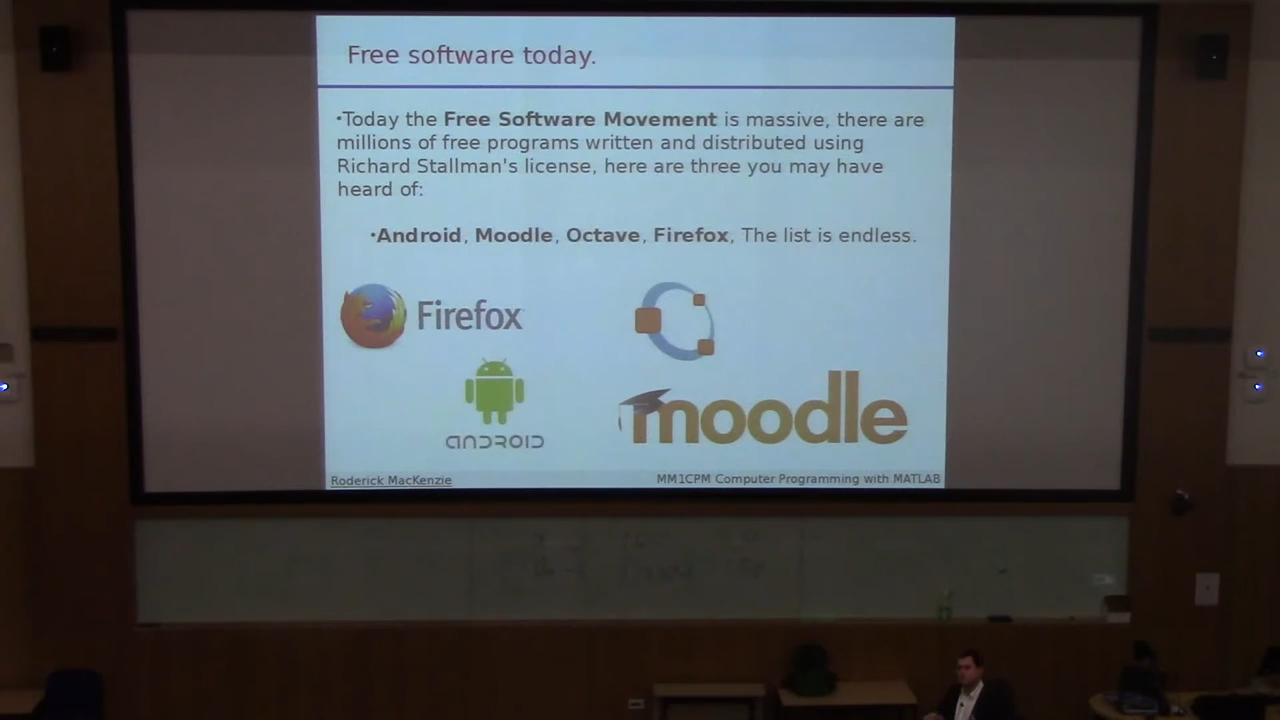 Free software today.
•Today the Free Software Movement is massive, there are
millions of free programs written and distributed using
Richard Stallman's license, here are three you may have
heard of:
•Android, Moodle, Octave, Firefox, The list is endless.
Firefox
ANDROID
moodle
Roderick MacKenzie
MM1CPM Computer Programming with MATLAB